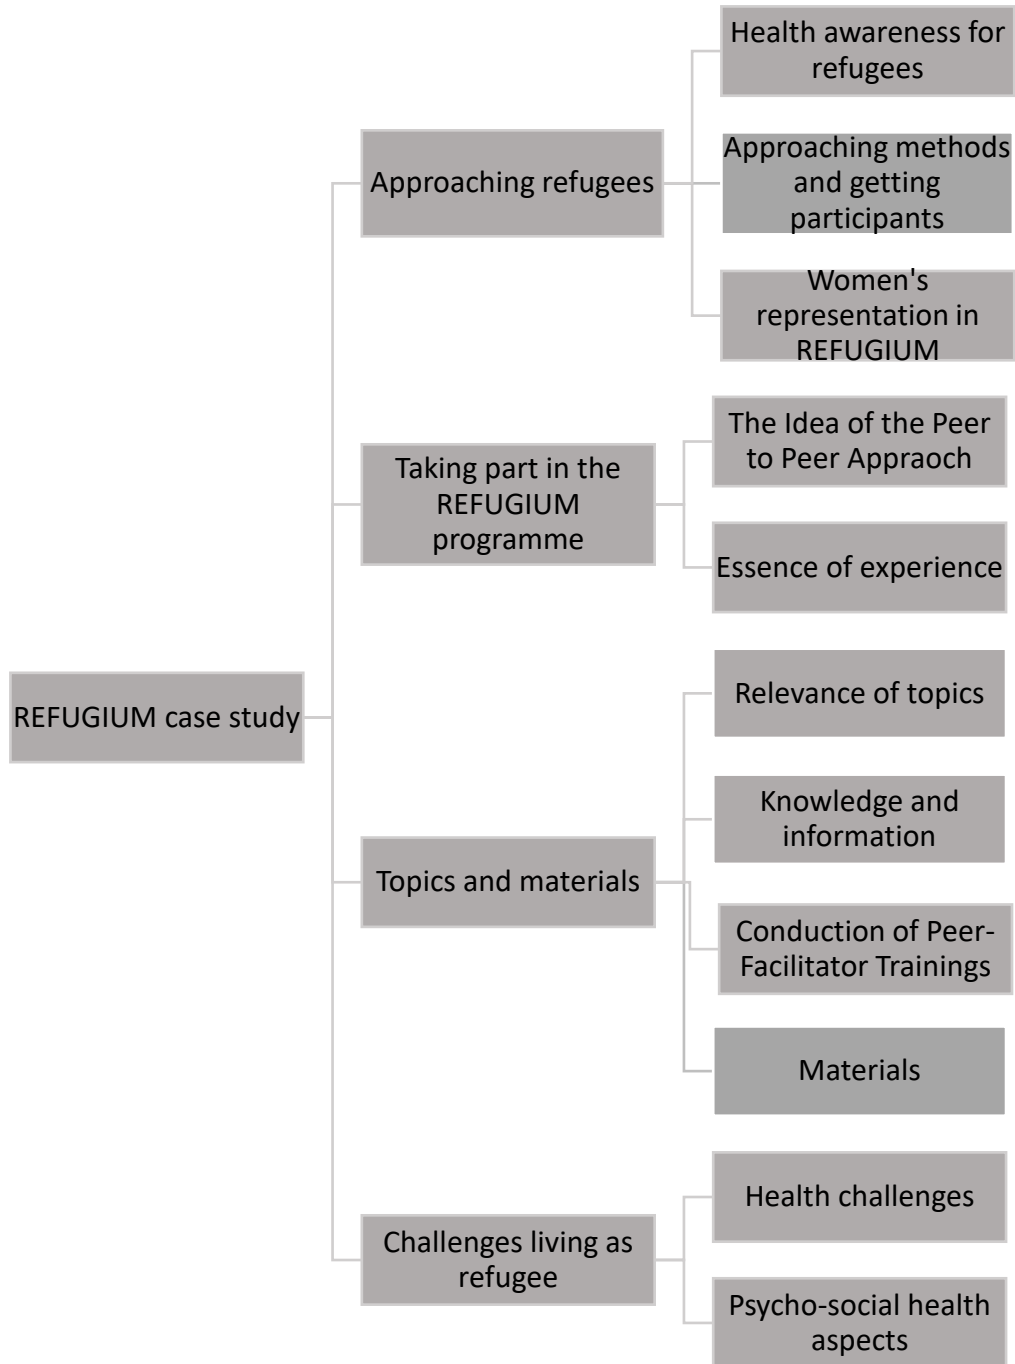 Health awareness for
refugees
Approaching refugees
Approaching methods
and getting
participants
Women's
representation in
REFUGIUM
The Idea of the Peer
to Peer Appraoch
Taking part in the
REFUGIUM
programme
Essence of experience
REFUGIUM case study
Relevance of topics
Knowledge and
information
Topics and materials
Conduction of Peer-
Facilitator Trainings
Materials
Health challenges
Challenges living as
refugee
Psycho-social health
aspects